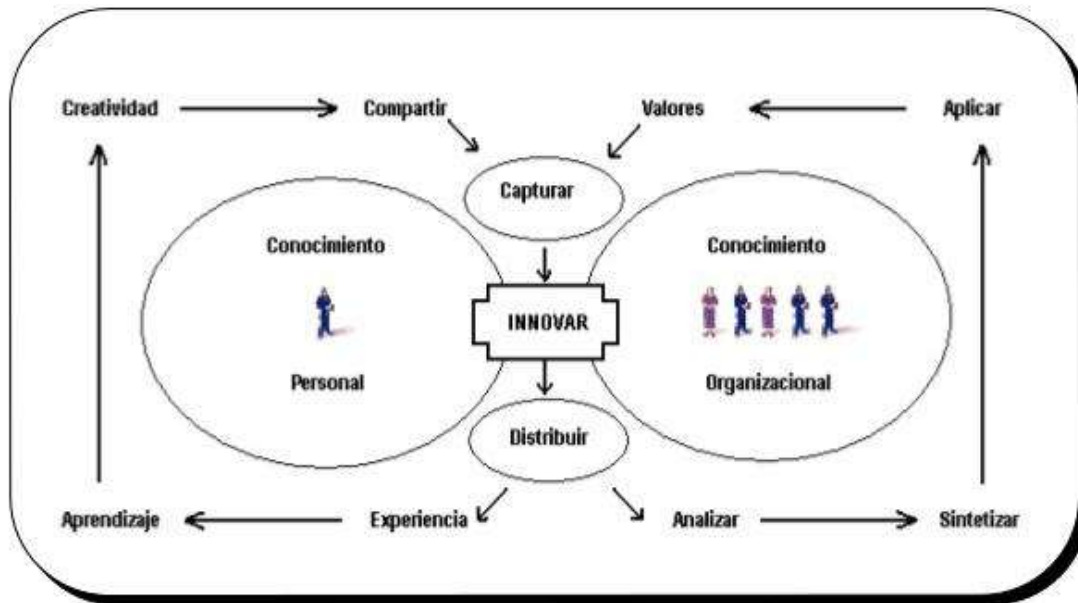 Creatividad
Compartir
Valores
Aplicar
Capturar
Conocimiento
Conocimiento
INNOVAR
Personal
Organizacional
Distribuir
Aprendizaje
Experiencia
Analizar
Sintetizar